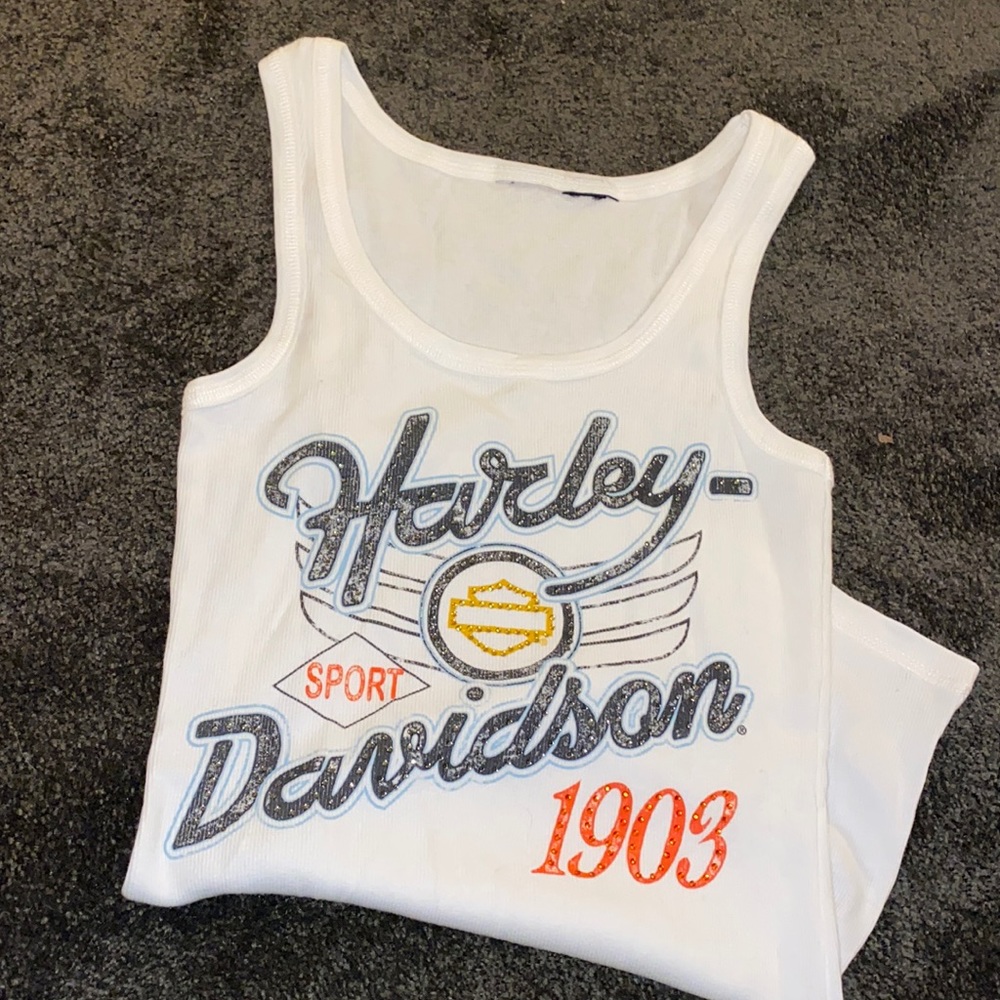 Harley-
SPORT
Davidson®
1903